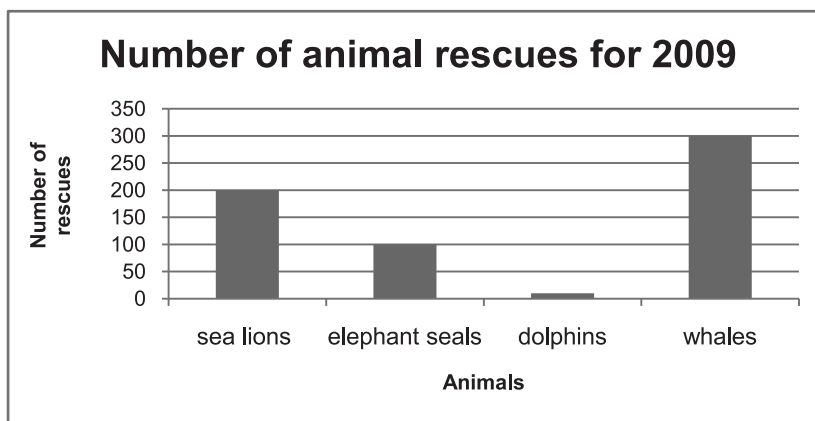 Number of animal rescues for 2009
Number of
rescues
350
300
250
200
150
100
50
0
sea lions elephant seals dolphins whales
Animals